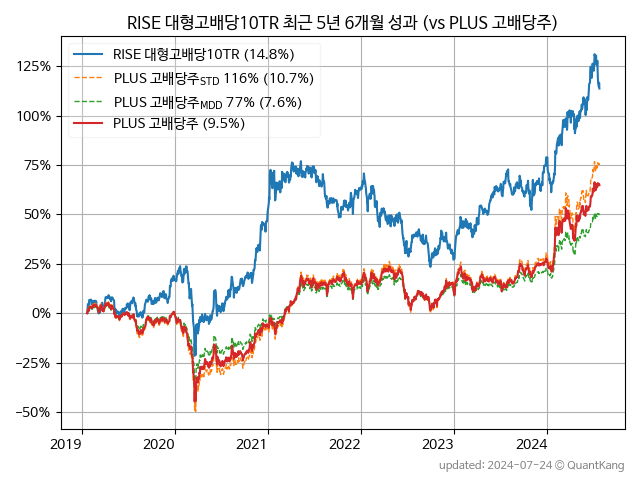 RISE 대형고배당10TR 최근 5년 6개월 성과 (vs PLUS 고배당주)
RISE 대형고배당10TR (14.8%)
PLUS 고배당주STD 116% (10.7%)
PLUS 고배당주MDD 77% (7.6%)
PLUS 고배당주 (9.5%)
125%
100%
75%
50%
25%
0%
−25%
−50%
2019
2020
2021
2022
2023
2024
updated: 2024-07-24 © QuantKang